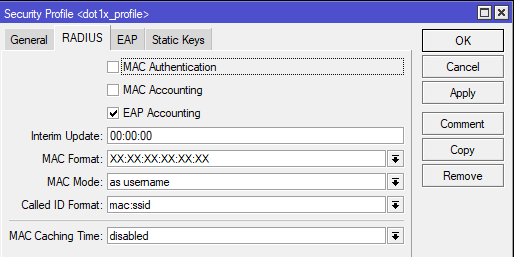 Security Profile <dot1x_profile>
General RADIUS EAP Static Keys
MAC Authentication
MAC Accounting
EAP Accounting
Interim Update: 00:00:00
MAC Format: XX:XX:XX:XX:XX:XX
MAC Mode: as username
Called ID Format: mac:ssid
MAC Caching Time: disabled
OK
Cancel
Apply
Comment
Copy
Remove